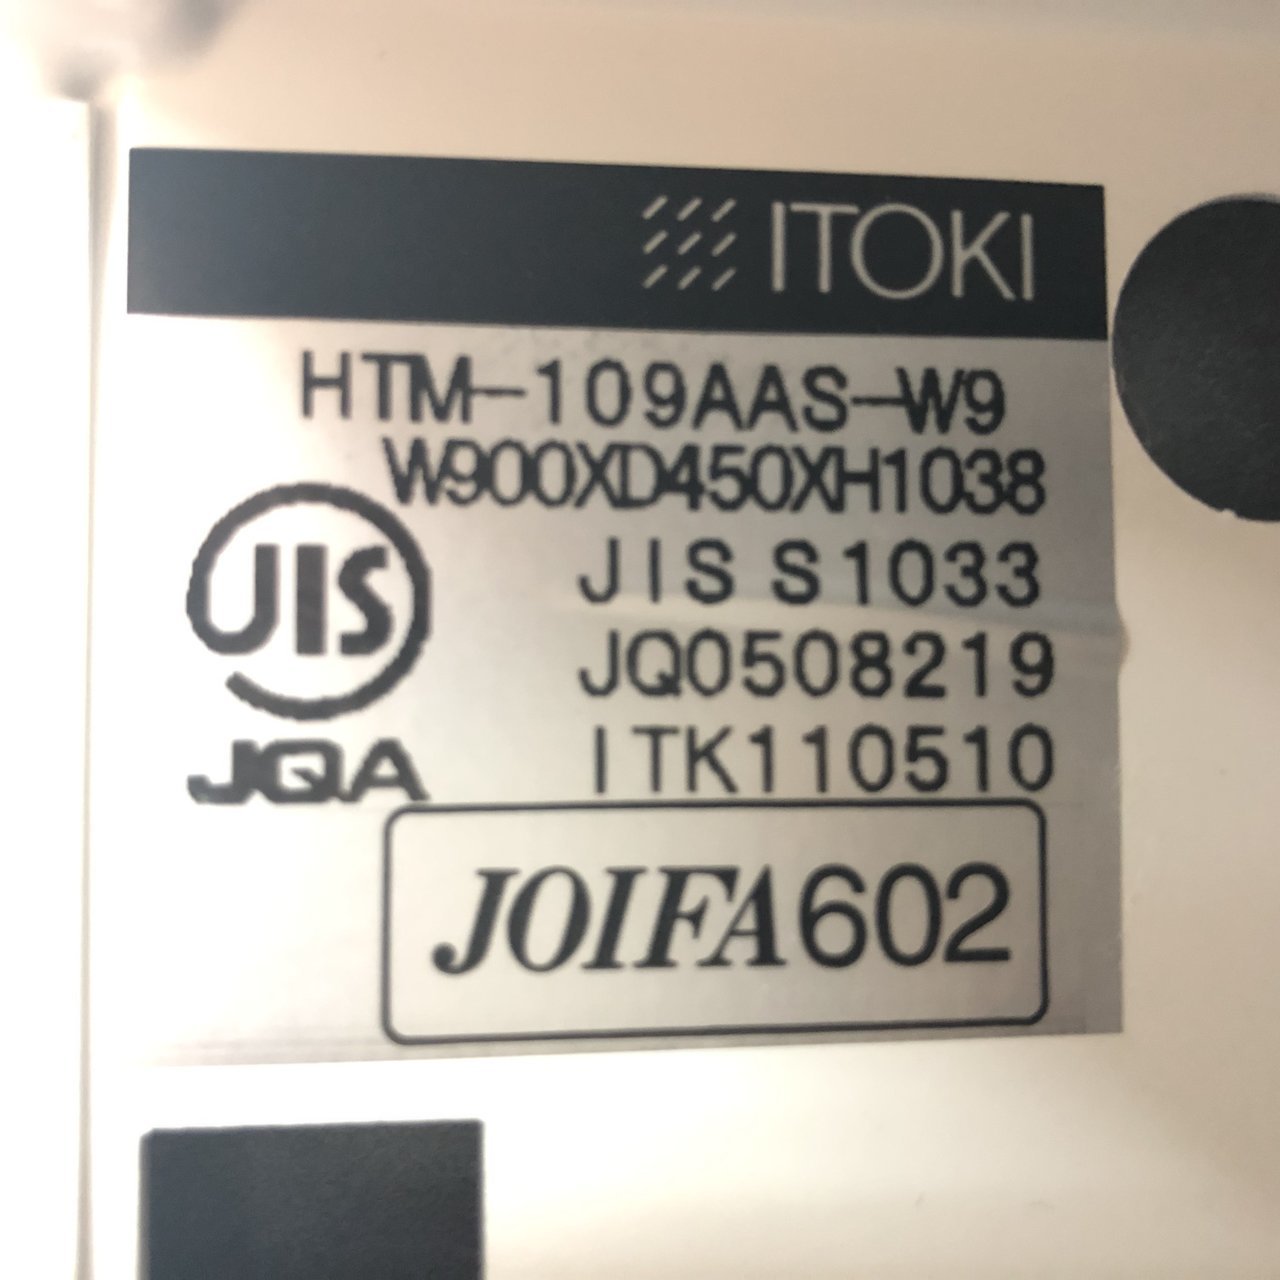 ITOKI
HTM-109AAS-W9
W900XD450XH1038
JIS
JIS S1033
JQ0508219
JQA
ITK110510
JOIFA602